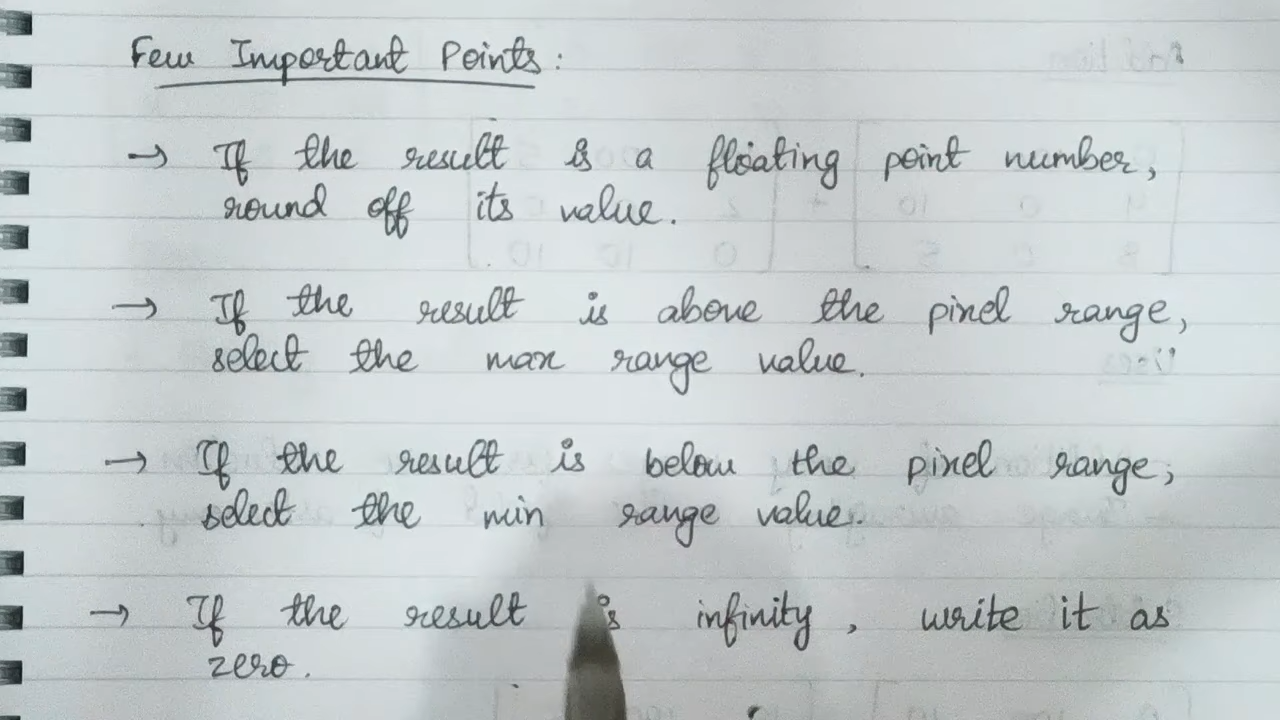 Few Important Points:
→ If the result is a floating point number,
round off its value.
→ If the result is above the pixel range,
select the max range value.
→ If the result is below the pixel range,
select the min range value.
→ If the result is infinity, write it as
zero.